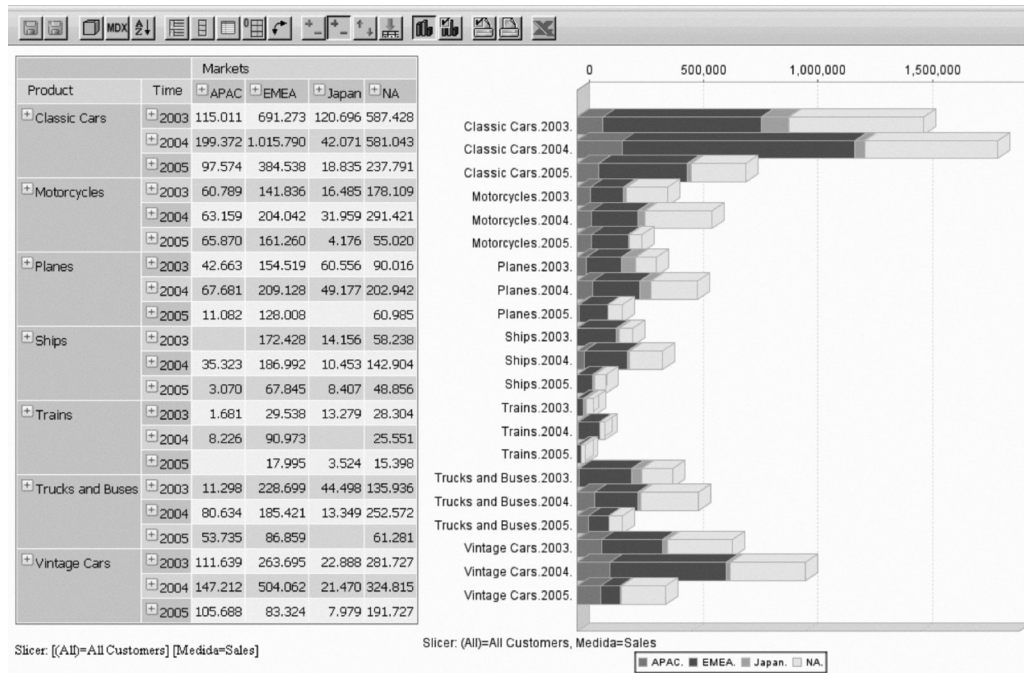 MDX A Z
Markets
Product Time APAC EMEA Japan NA
Classic Cars 2003 115.011 691.273 120.696 587.428
2004 199.372 1.015.790 42.071 581.043
2005 97.574 384.538 18.835 237.791
Motorcycles 2003 60.789 141.836 16.485 178.109
2004 63.159 204.042 31.959 291.421
2005 65.870 161.260 4.176 55.020
Planes 2003 42.663 154.519 60.556 90.016
2004 67.681 209.128 49.177 202.942
2005 11.082 128.008 60.985
Ships 2003 172.428 14.156 58.238
2004 35.323 186.992 10.453 142.904
2005 3.070 67.845 8.407 48.856
Trains 2003 1.681 29.538 13.279 28.304
2004 8.226 90.973 25.551
2005 17.995 3.524 15.398
Trucks and Buses 2003 11.298 228.699 44.498 135.936
2004 80.634 185.421 13.349 252.572
2005 53.735 86.859 61.281
Vintage Cars 2003 111.639 263.695 22.888 281.727
2004 147.212 504.062 21.470 324.815
2005 105.688 83.324 7.979 191.727
Slicer: [(All)=All Customers] [Medida=Sales]
0 500,000 1,000,000 1,500,000
Classic Cars.2003.
Classic Cars.2004.
Classic Cars.2005.
Motorcycles.2003.
Motorcycles.2004.
Motorcycles.2005.
Planes.2003.
Planes.2004.
Planes.2005.
Ships.2003.
Ships.2004.
Ships.2005.
Trains.2003.
Trains.2004.
Trains.2005.
Trucks and Buses.2003.
Trucks and Buses.2004.
Trucks and Buses.2005.
Vintage Cars.2003.
Vintage Cars.2004.
Vintage Cars.2005.
Slicer: (All)=All Customers, Medida=Sales
APAC. EMEA. Japan. NA.